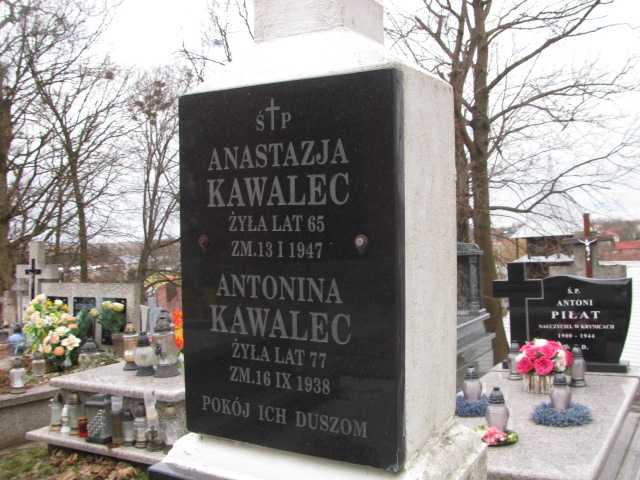 Ś P
ANASTAZJA
KAWALEC
ŻYŁA LAT 65
ZM. 13 I 1947
ANTONINA
KAWALEC
ŻYŁA LAT 77
ZM. 16 IX 1938
POKÓJ ICH DUSZOM
Ś. P.
ANTONI
PIŁAT
NAUCZYCIEL W KRYNICACH
1900 - 1944